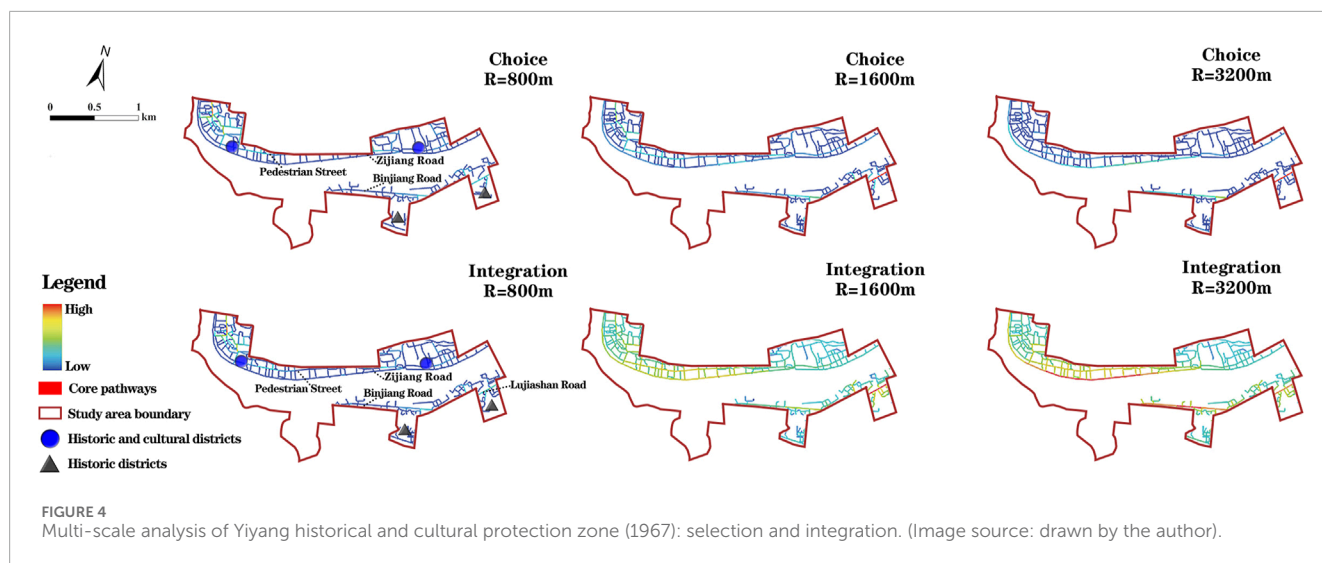 N
0 0.5 1
km
Choice
R=800m
Zijiang Road
Pedestrian Street
Binjiang Road
Choice
R=1600m
Choice
R=3200m
Legend
High
Low
Core pathways
Study area boundary
Historic and cultural districts
Historic districts
Integration
R=800m
Zijiang Road
Pedestrian Street
Binjiang Road
Lujiashan Road
Integration
R=1600m
Integration
R=3200m
FIGURE 4
Multi-scale analysis of Yiyang historical and cultural protection zone (1967): selection and integration. (Image source: drawn by the author).